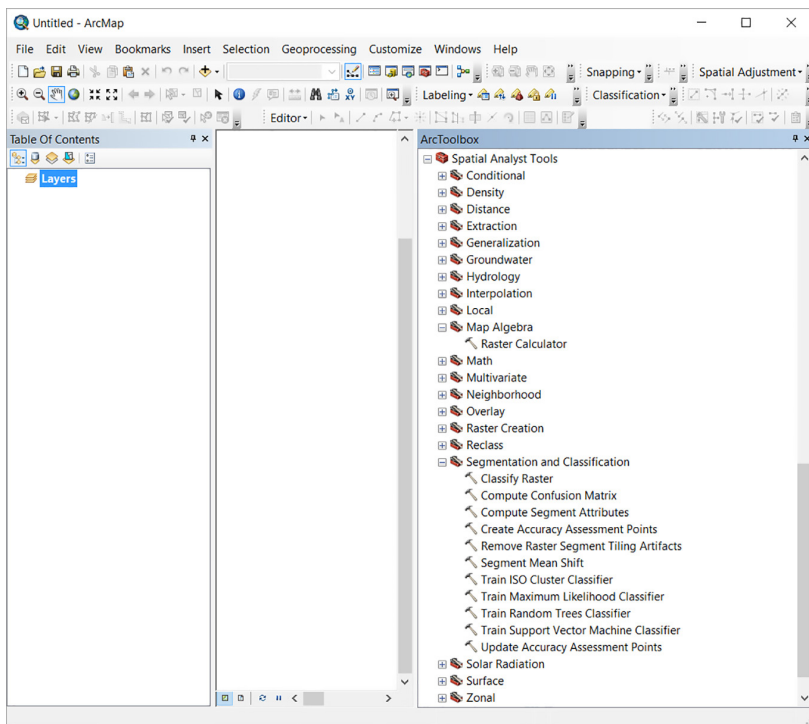 Untitled - ArcMap
File Edit View Bookmarks Insert Selection Geoprocessing Customize Windows Help
Snapping Spatial Adjustment
Labeling Classification
Editor
Table Of Contents
Layers
ArcToolbox
Spatial Analyst Tools
Conditional
Density
Distance
Extraction
Generalization
Groundwater
Hydrology
Interpolation
Local
Map Algebra
Raster Calculator
Math
Multivariate
Neighborhood
Overlay
Raster Creation
Reclass
Segmentation and Classification
Classify Raster
Compute Confusion Matrix
Compute Segment Attributes
Create Accuracy Assessment Points
Remove Raster Segment Tiling Artifacts
Segment Mean Shift
Train ISO Cluster Classifier
Train Maximum Likelihood Classifier
Train Random Trees Classifier
Train Support Vector Machine Classifier
Update Accuracy Assessment Points
Solar Radiation
Surface
Zonal